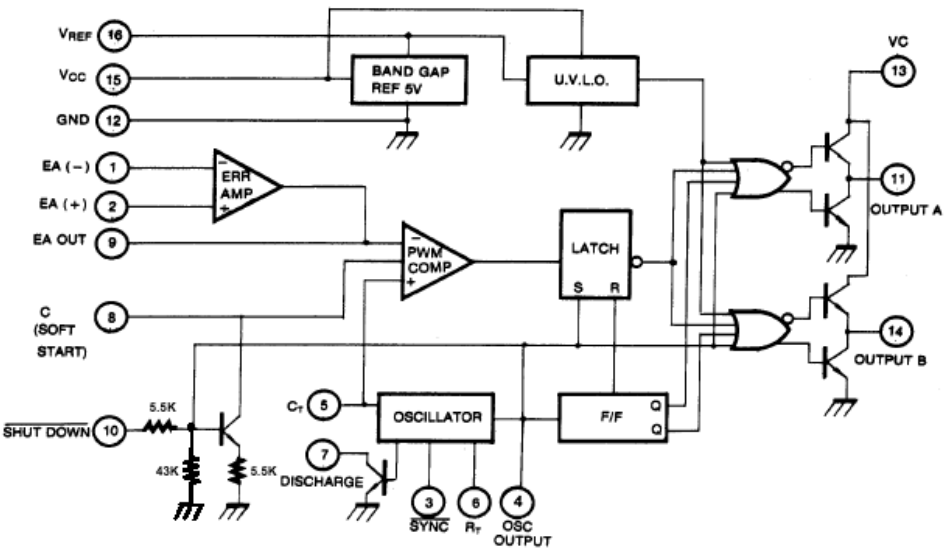 VREF 16
VCC 15
GND 12
EA (−) 1
EA (+) 2
EA OUT 9
C
(SOFT
START)
8
SHUT DOWN 10
5.5K
43K
5.5K
BAND GAP
REF 5V
U.V.L.O.
−
ERR
AMP
+
−
PWM
COMP
+
LATCH
S R
CT 5
OSCILLATOR
F/F
Q
Q
7
DISCHARGE
3
SYNC
6
RT
4
OSC
OUTPUT
VC
13
11
OUTPUT A
14
OUTPUT B